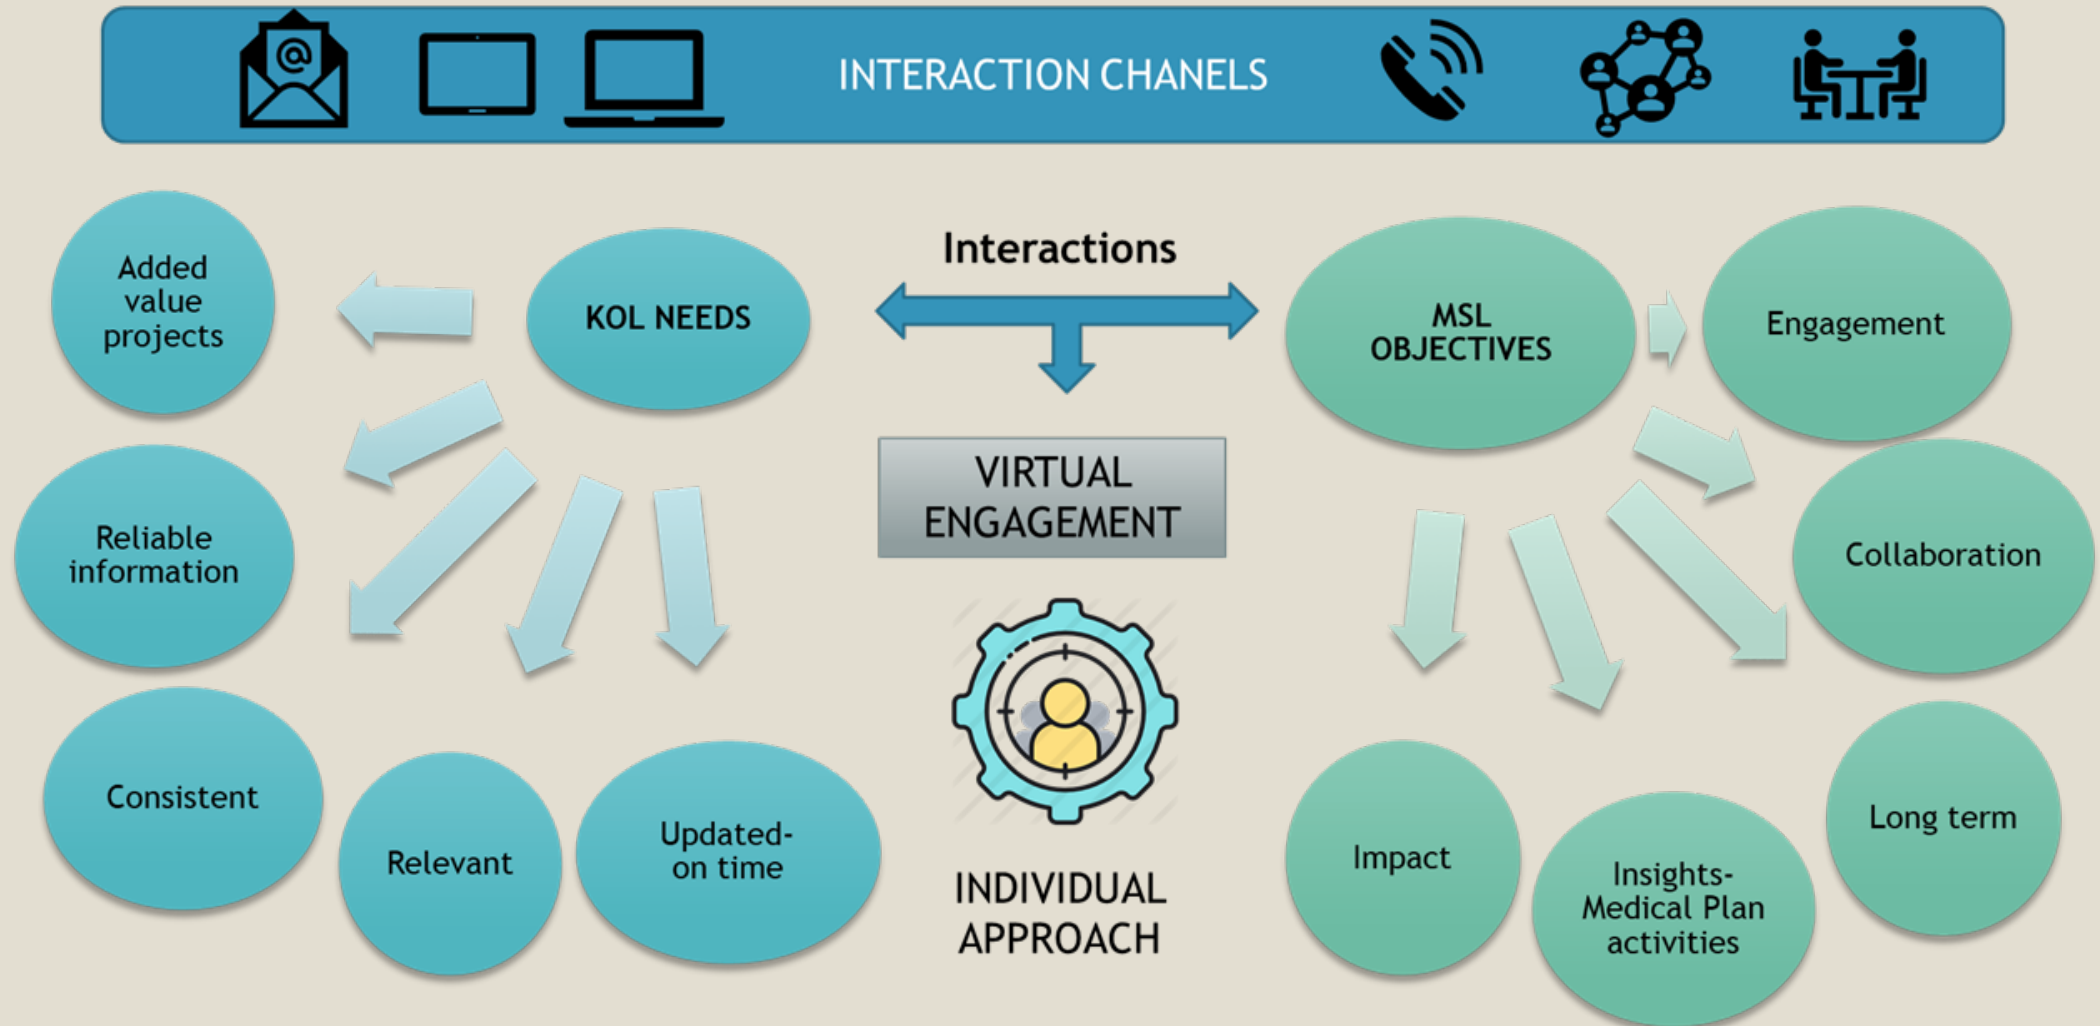 @
INTERACTION CHANELS
Added
value
projects
KOL NEEDS
Interactions
MSL
OBJECTIVES
Engagement
Reliable
information
VIRTUAL
ENGAGEMENT
Collaboration
Consistent
Relevant
Updated-
on time
INDIVIDUAL
APPROACH
Impact
Insights-
Medical Plan
activities
Long term